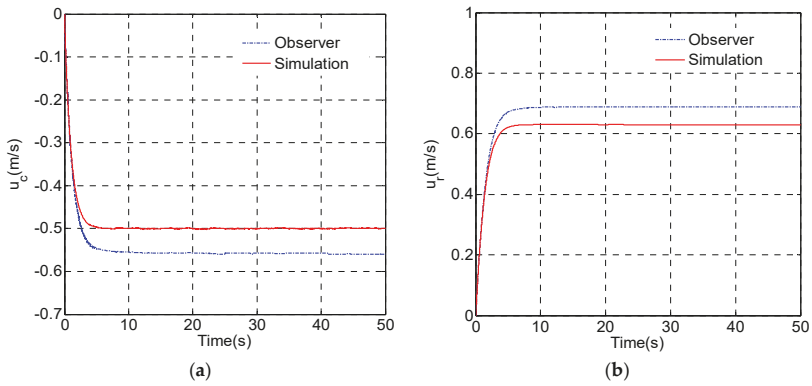 0
-0.1
-0.2
-0.3
-0.4
-0.5
-0.6
-0.7
u_c(m/s)
Observer
Simulation
0 10 20 30 40 50
Time(s)
(a)
1
0.8
0.6
0.4
0.2
0
u_r(m/s)
Observer
Simulation
0 10 20 30 40 50
Time(s)
(b)